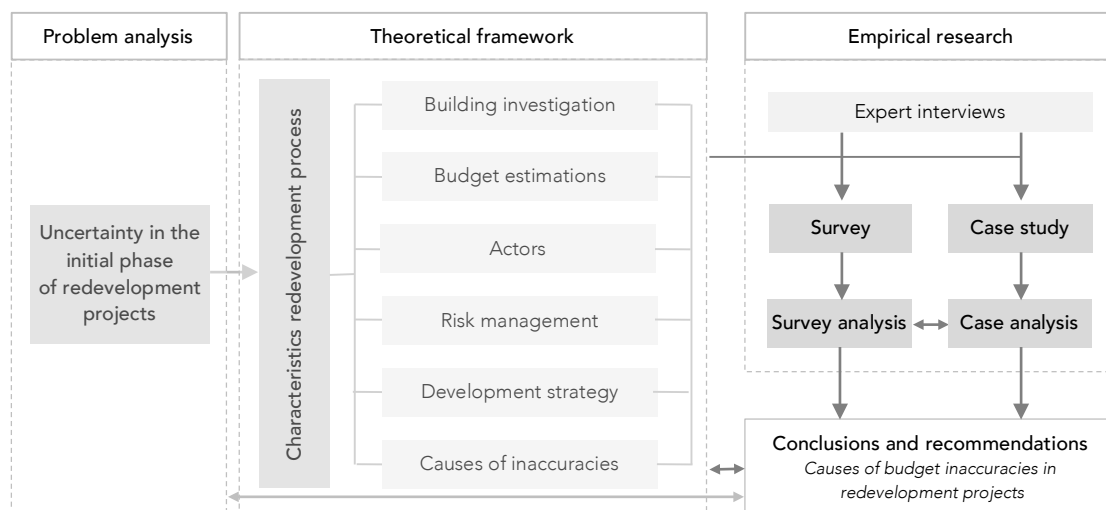 Problem analysis
Theoretical framework
Empirical research
Uncertainty in the
initial phase
of redevelopment
projects
Characteristics redevelopment process
Building investigation
Budget estimations
Actors
Risk management
Development strategy
Causes of inaccuracies
Expert interviews
Survey
Case study
Survey analysis
Case analysis
Conclusions and recommendations
Causes of budget inaccuracies in
redevelopment projects